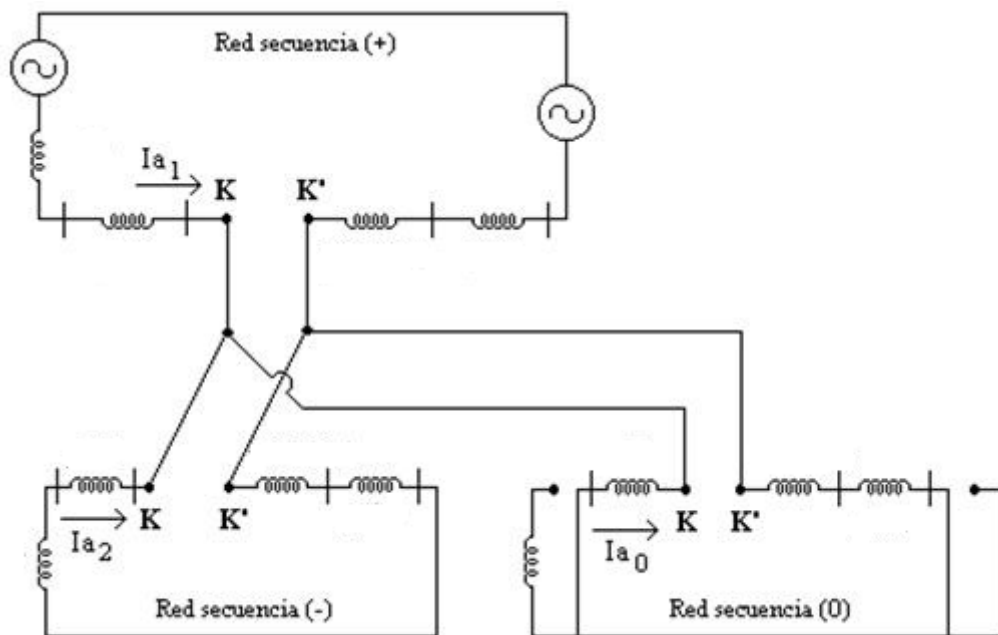 Red secuencia (+)
Ia1
K
K'
K
K'
Ia2
Red secuencia (-)
K
K'
Ia0
Red secuencia (0)